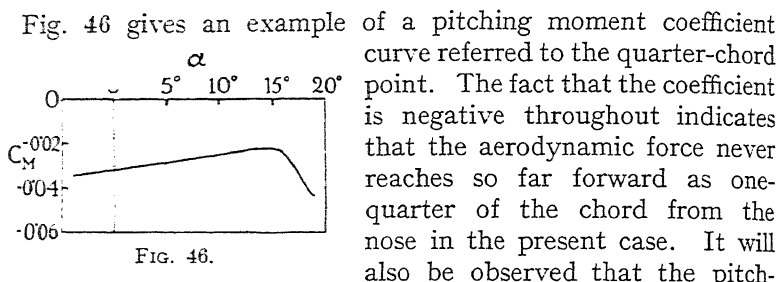 Fig. 46 gives an example of a pitching moment coefficient
curve referred to the quarter-chord
point. The fact that the coefficient
is negative throughout indicates
that the aerodynamic force never
reaches so far forward as one-
quarter of the chord from the
nose in the present case. It will
also be observed that the pitch-
α
5° 10° 15° 20°
0
-0·02
C_M
-0·04
-0·06
FIG. 46.